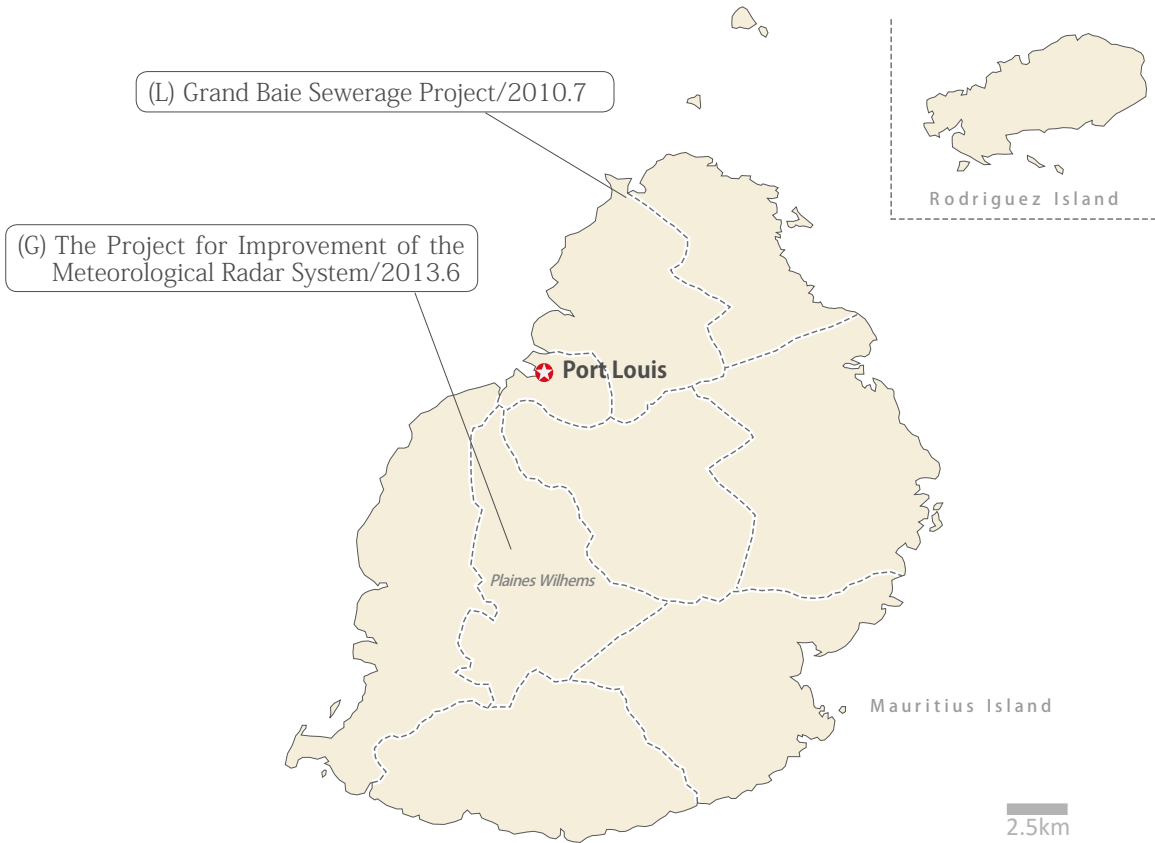 (L) Grand Baie Sewerage Project/2010.7
Rodriguez Island
(G) The Project for Improvement of the
Meteorological Radar System/2013.6
Port Louis
Plaines Wilhems
Mauritius Island
2.5km